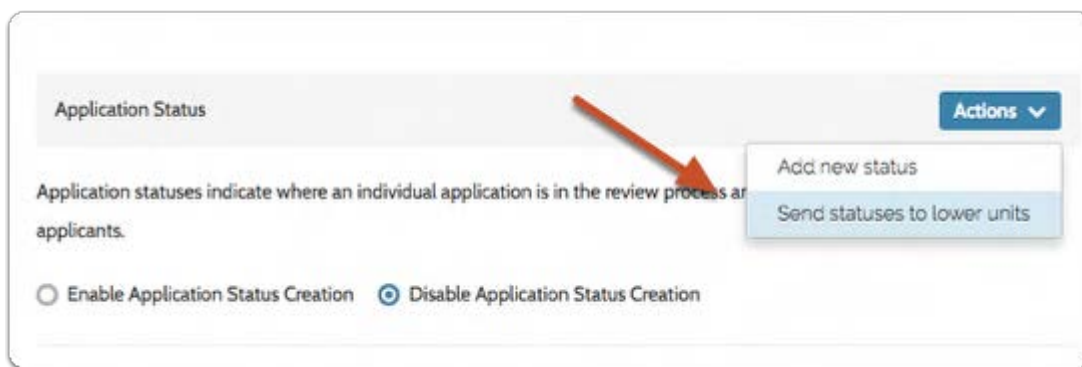 Application Status
Actions
Add new status
Application statuses indicate where an individual application is in the review process
Send statuses to lower units
applicants.
Enable Application Status Creation
Disable Application Status Creation